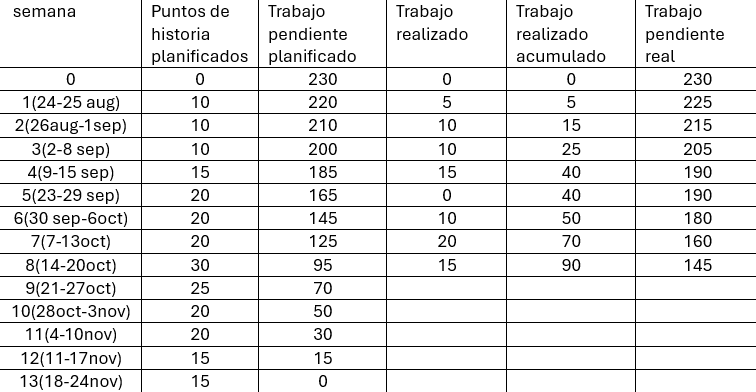 semana Puntos de historia planificados Trabajo pendiente planificado Trabajo realizado Trabajo realizado acumulado Trabajo pendiente real
0 0 230 0 0 230
1(24-25 aug) 10 220 5 5 225
2(26aug-1sep) 10 210 10 15 215
3(2-8 sep) 10 200 10 25 205
4(9-15 sep) 15 185 15 40 190
5(23-29 sep) 20 165 0 40 190
6(30 sep-6oct) 20 145 10 50 180
7(7-13oct) 20 125 20 70 160
8(14-20oct) 30 95 15 90 145
9(21-27oct) 25 70
10(28oct-3nov) 20 50
11(4-10nov) 20 30
12(11-17nov) 15 15
13(18-24nov) 15 0